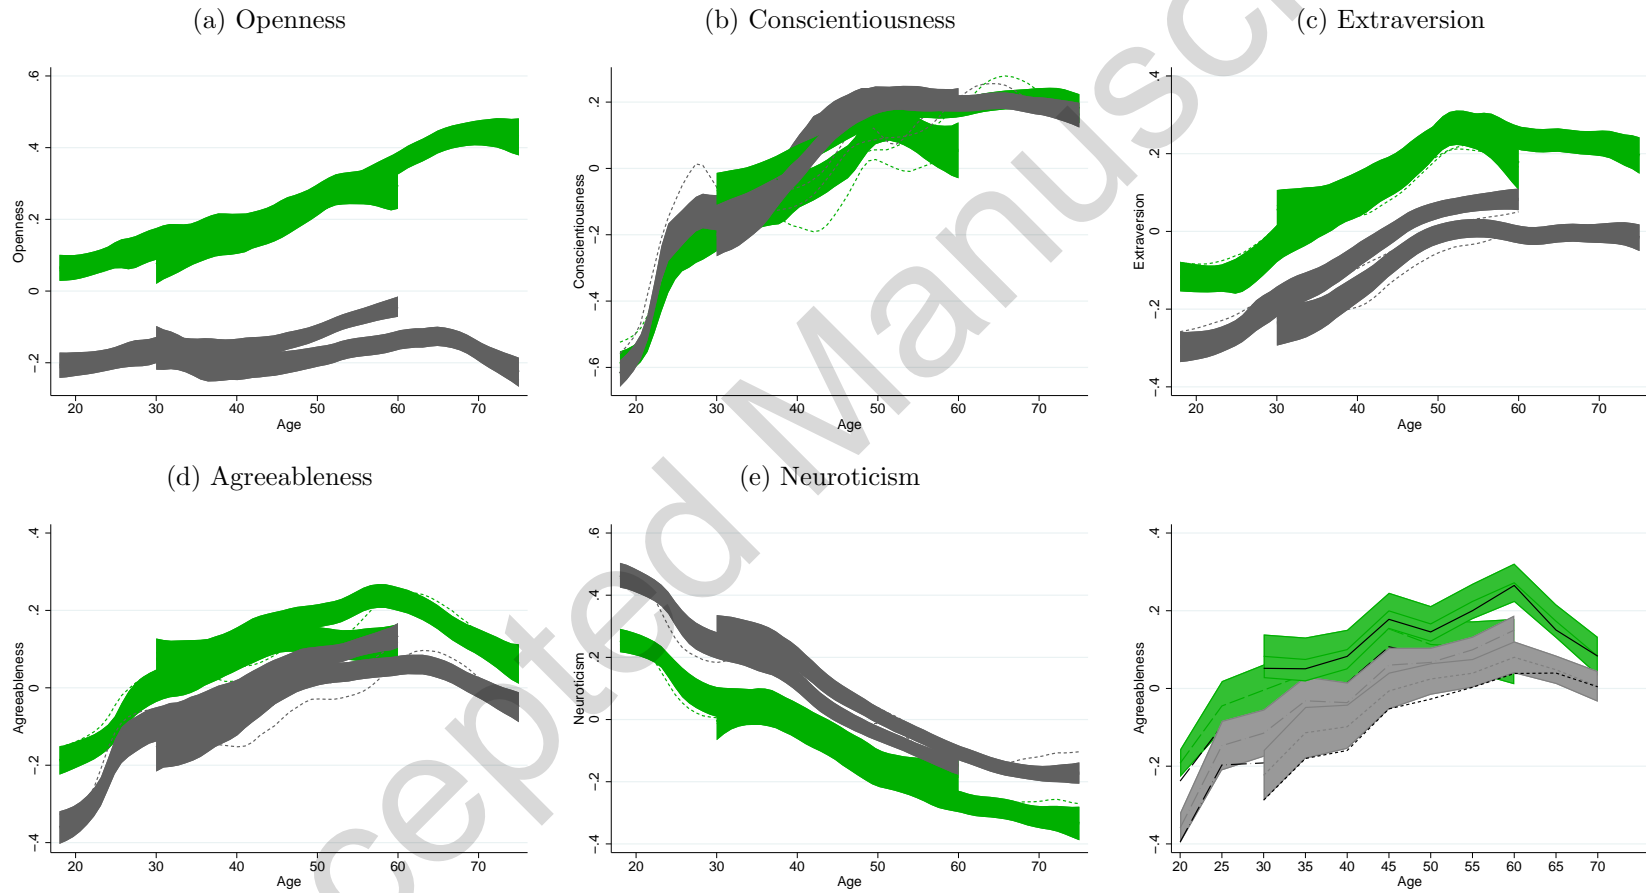 (a) Openness
(b) Conscientiousness
(c) Extraversion
.6
.4
.2
0
-.2
Openness
20 30 40 50 60 70
Age
.2
0
-.2
-.4
-.6
Conscientiousness
20 30 40 50 60 70
Age
.4
.2
0
-.2
-.4
Extraversion
20 30 40 50 60 70
Age
(d) Agreeableness
(e) Neuroticism
.4
.2
0
-.2
-.4
Agreeableness
20 30 40 50 60 70
Age
.6
.4
.2
0
-.2
-.4
Neuroticism
20 30 40 50 60 70
Age
.4
.2
0
-.2
-.4
Agreeableness
20 25 30 35 40 45 50 55 60 65 70
Age
cepted Manusc